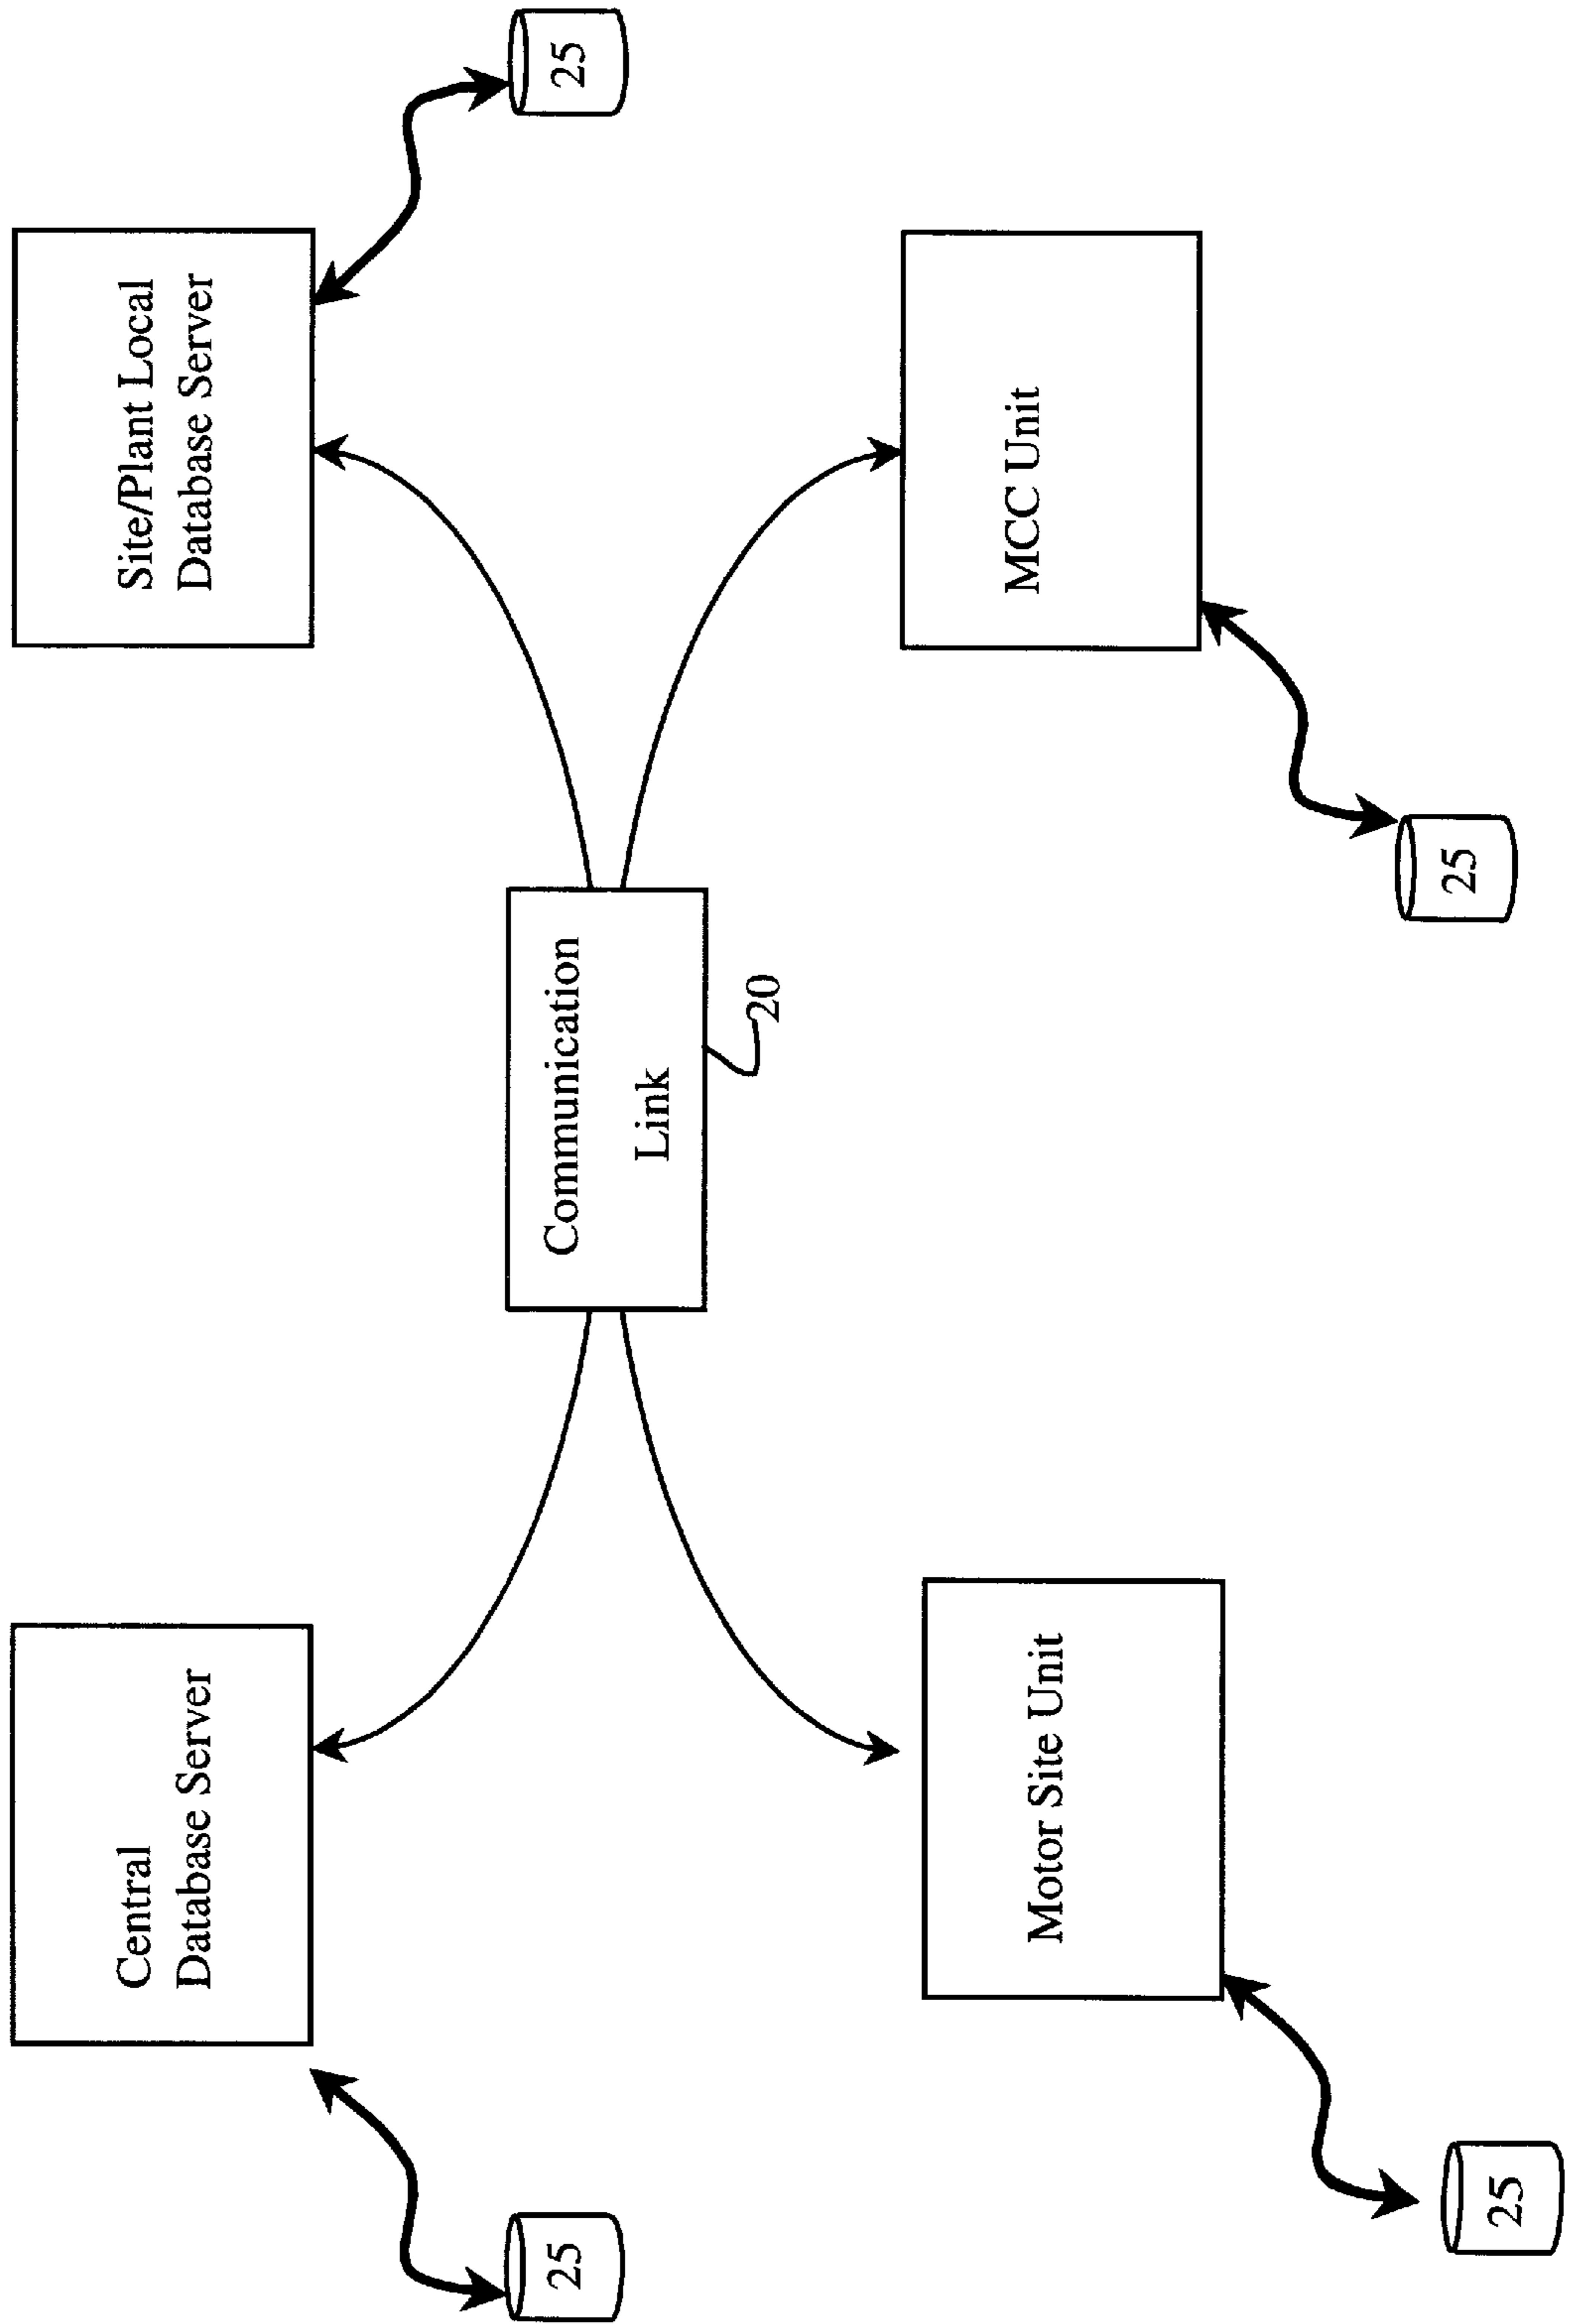 Central
Database Server
Site/Plant Local
Database Server
25
25
Communication
Link
20
Motor Site Unit
MCC Unit
25
25